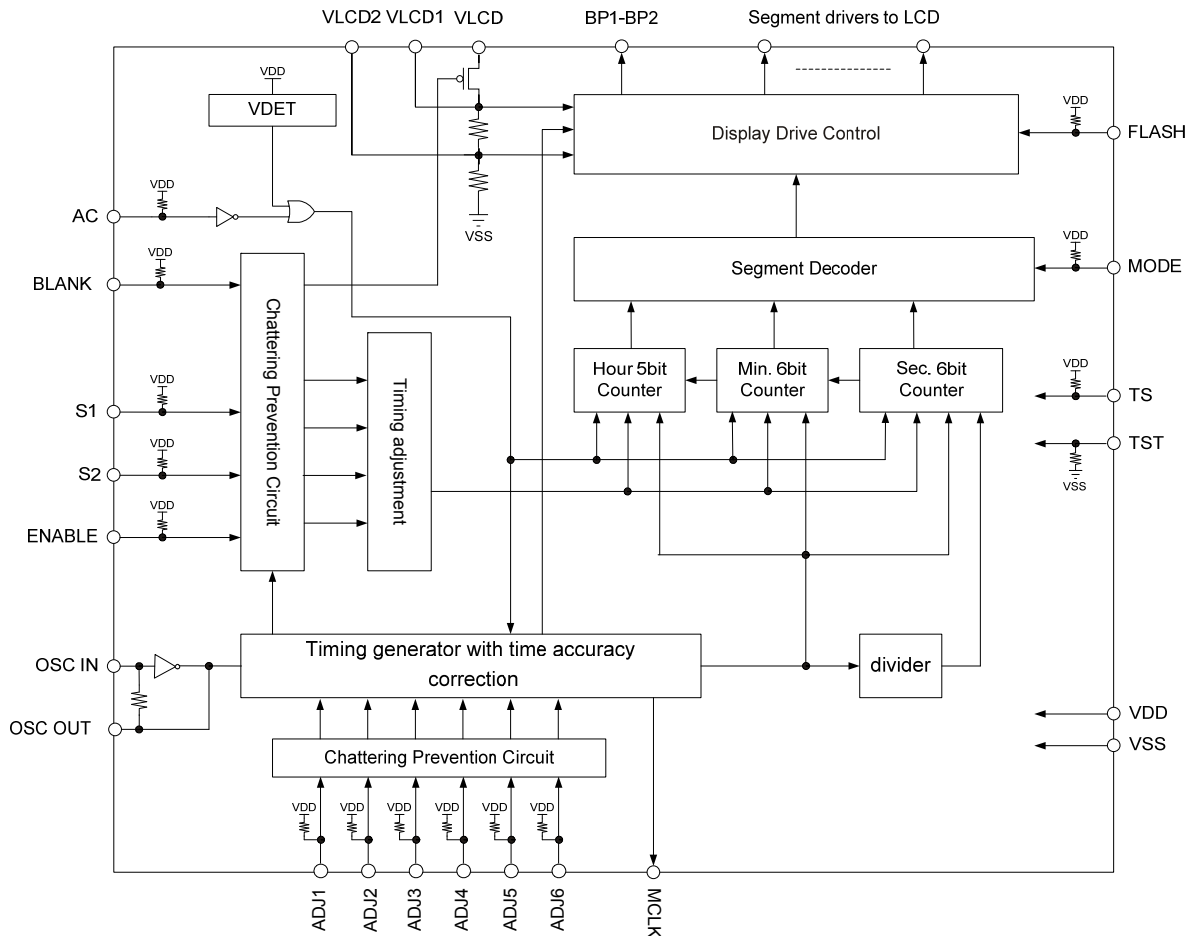 VLCD2 VLCD1 VLCD BP1-BP2 Segment drivers to LCD
VDD
VDET
VDD
Display Drive Control
FLASH
VDD
AC
VSS
VDD
BLANK
Chattering Prevention Circuit
Segment Decoder
VDD
MODE
Timing adjustment
Hour 5bit
Counter
Min. 6bit
Counter
Sec. 6bit
Counter
VDD
S1
VDD
TS
VDD
S2
TST
VSS
VDD
ENABLE
OSC IN
Timing generator with time accuracy
correction
divider
OSC OUT
VDD
VSS
Chattering Prevention Circuit
VDD VDD VDD VDD VDD VDD
ADJ1 ADJ2 ADJ3 ADJ4 ADJ5 ADJ6 MCLK